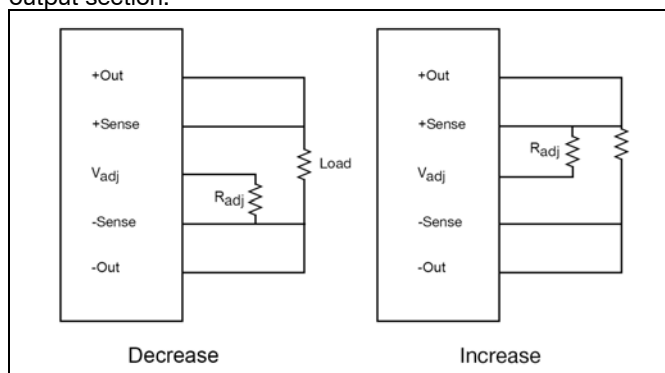 output section.
+Out
+Sense
Vadj
-Sense
-Out
Radj
Load
+Out
+Sense
Vadj
-Sense
-Out
Radj
Decrease
Increase